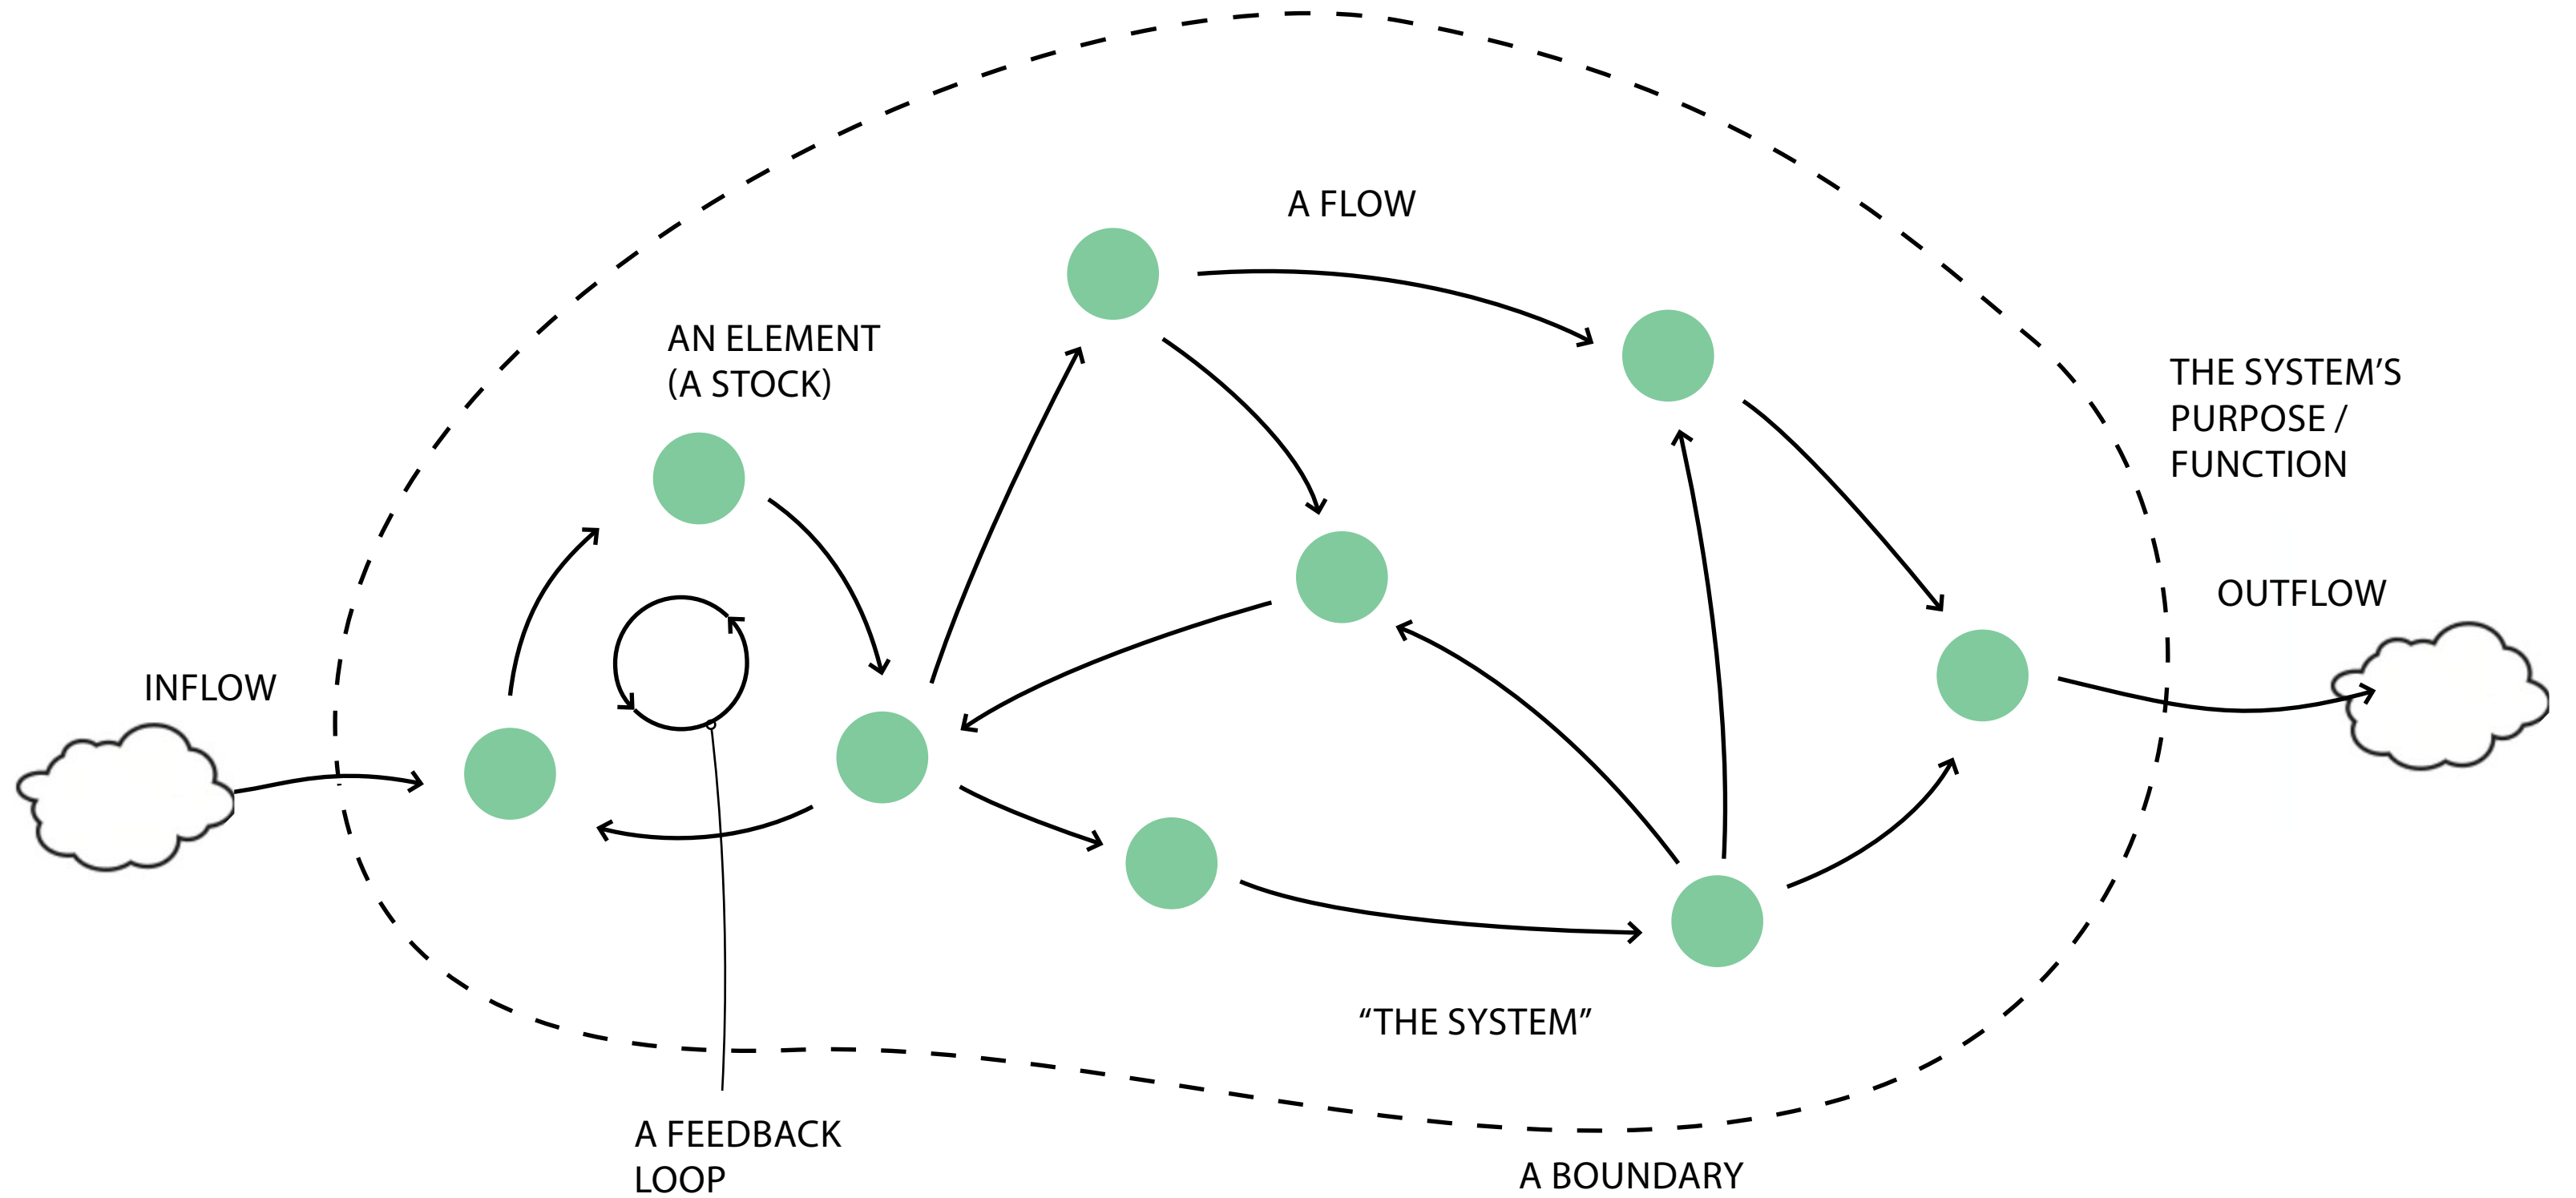 A FLOW
AN ELEMENT
(A STOCK)
THE SYSTEM’S
PURPOSE /
FUNCTION
OUTFLOW
INFLOW
“THE SYSTEM”
A FEEDBACK
LOOP
A BOUNDARY